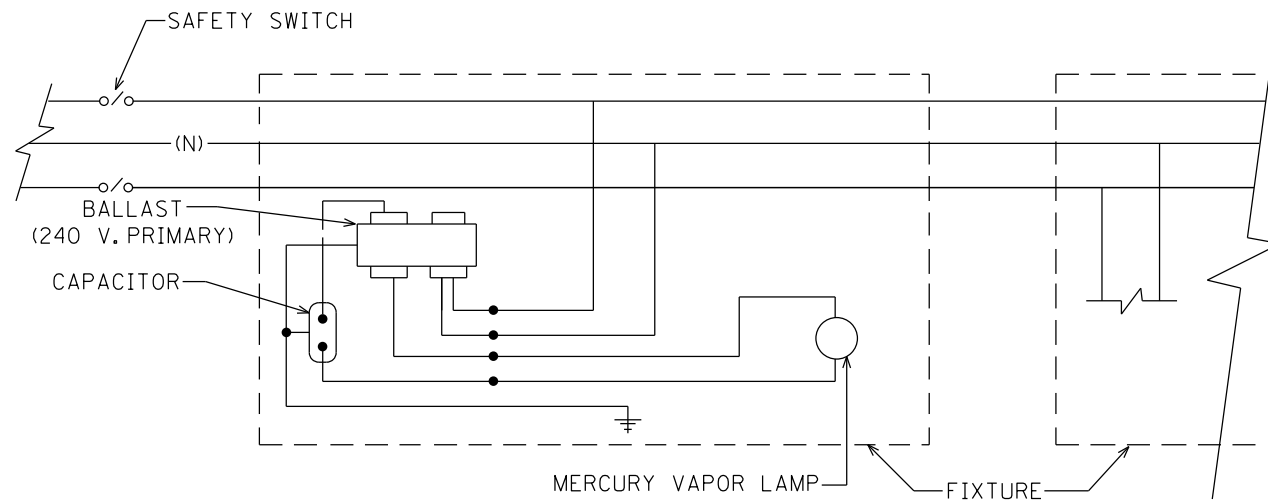 SAFETY SWITCH
(N)
BALLAST
(240 V. PRIMARY)
CAPACITOR
MERCURY VAPOR LAMP
FIXTURE